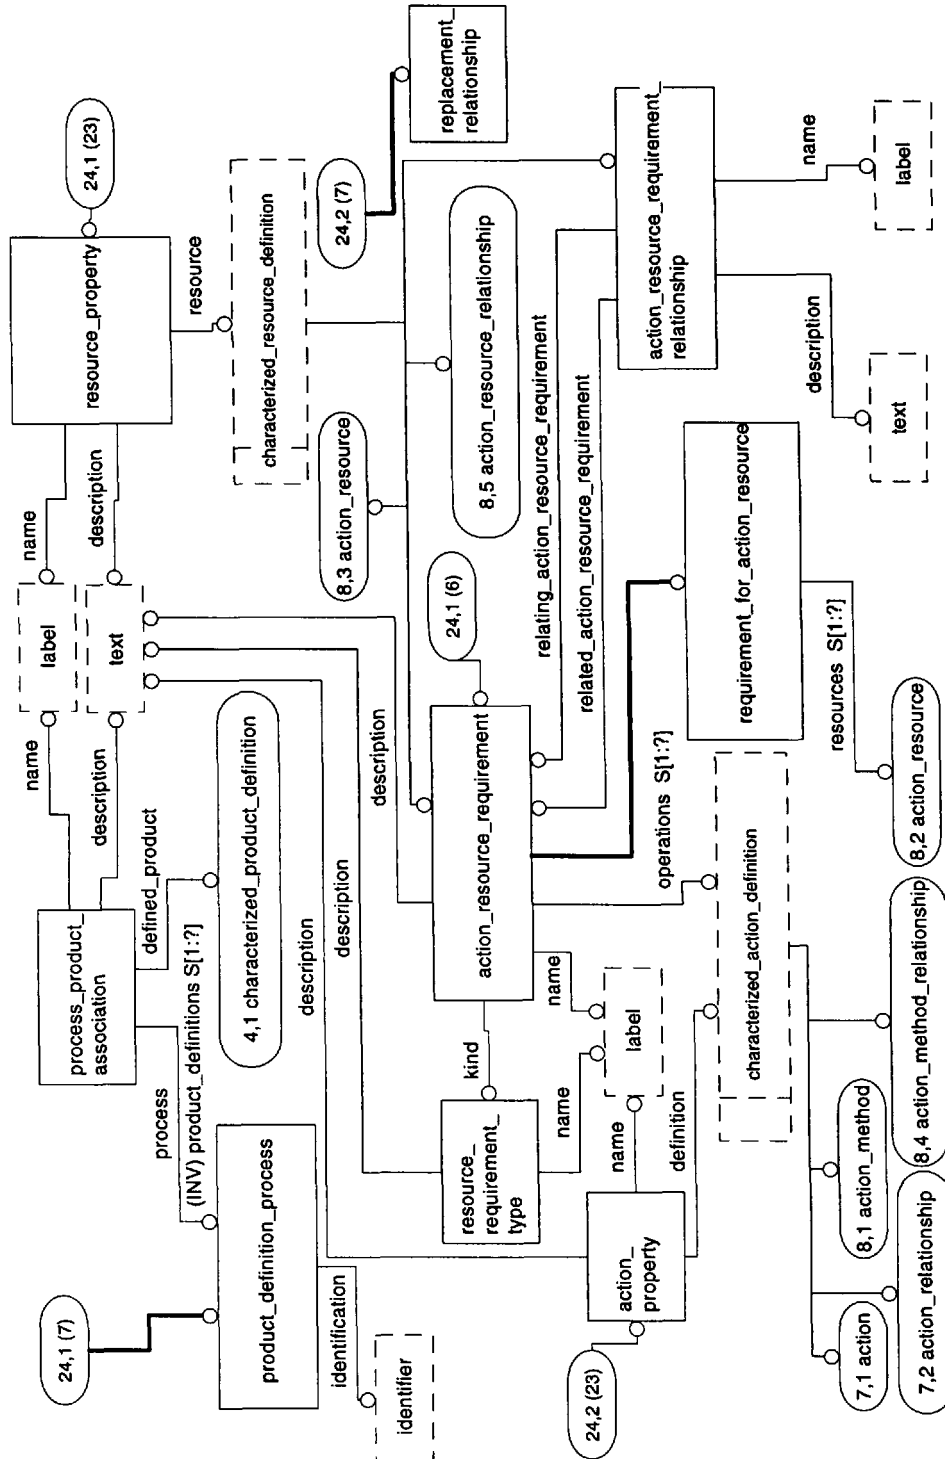 24,1 (7)
process
(INV) product_definitions S[1:?]
process_product_
association
name
description
defined_product
name
description
label
text
resource_property
24,1 (23)
resource
product_definition_process
4,1 characterized_product_definition
characterized_resource_definition
identification
identifier
description
description
description
8,3 action_resource
24,2 (7)
24,1 (6)
replacement_
relationship
resource_
requirement_
type
kind
action_resource_requirement
8,5 action_resource_relationship
name
name
label
relating_action_resource_requirement
related_action_resource_requirement
24,2 (23)
action_
property
name
definition
operations S[1:?]
action_resource_requirement_
relationship
characterized_action_definition
requirement_for_action_resource
description
name
resources S[1:?]
text
label
7,1 action
8,1 action_method
7,2 action_relationship
8,4 action_method_relationship
8,2 action_resource